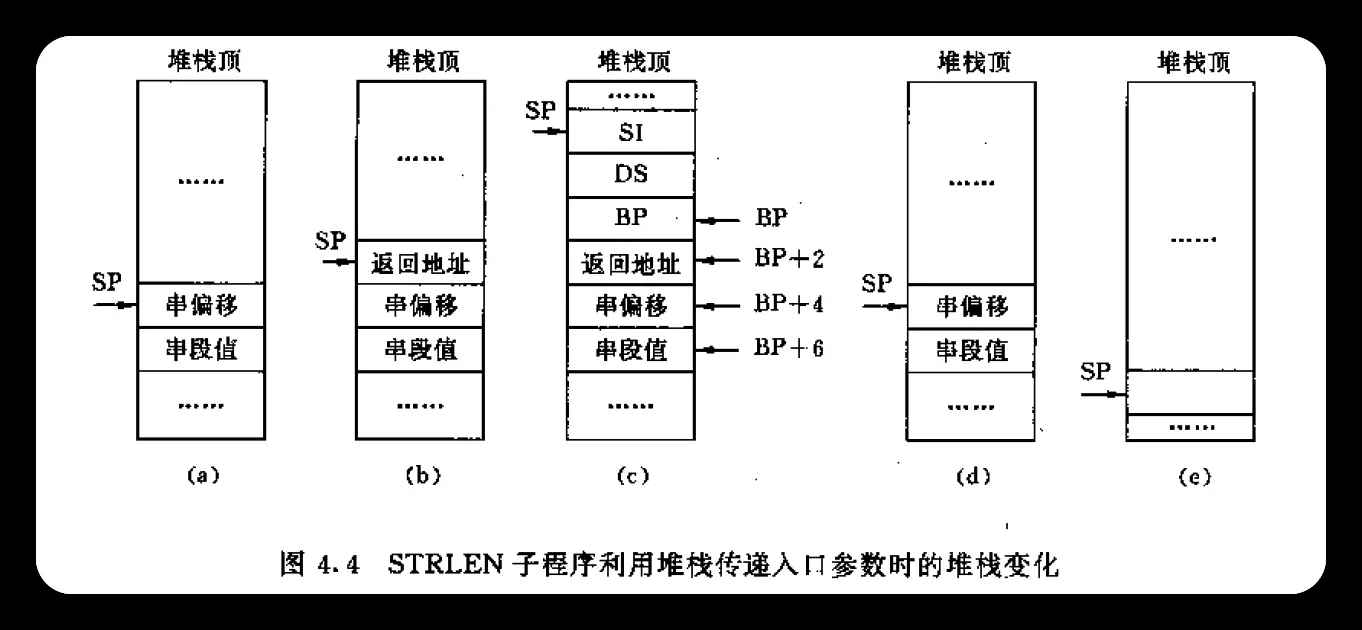 堆栈顶 堆栈顶 堆栈顶 堆栈顶 堆栈顶
SP ……
SI
DS
…… …… …… ……
BP BP
SP 返回地址 返回地址 BP+2
SP 串偏移 串偏移 串偏移 BP+4 SP 串偏移
串段值 串段值 串段值 BP+6 串段值
SP
…… …… …… …… ……
(a) (b) (c) (d) (e)
图 4.4 STRLEN 子程序利用堆栈传递入口参数时的堆栈变化